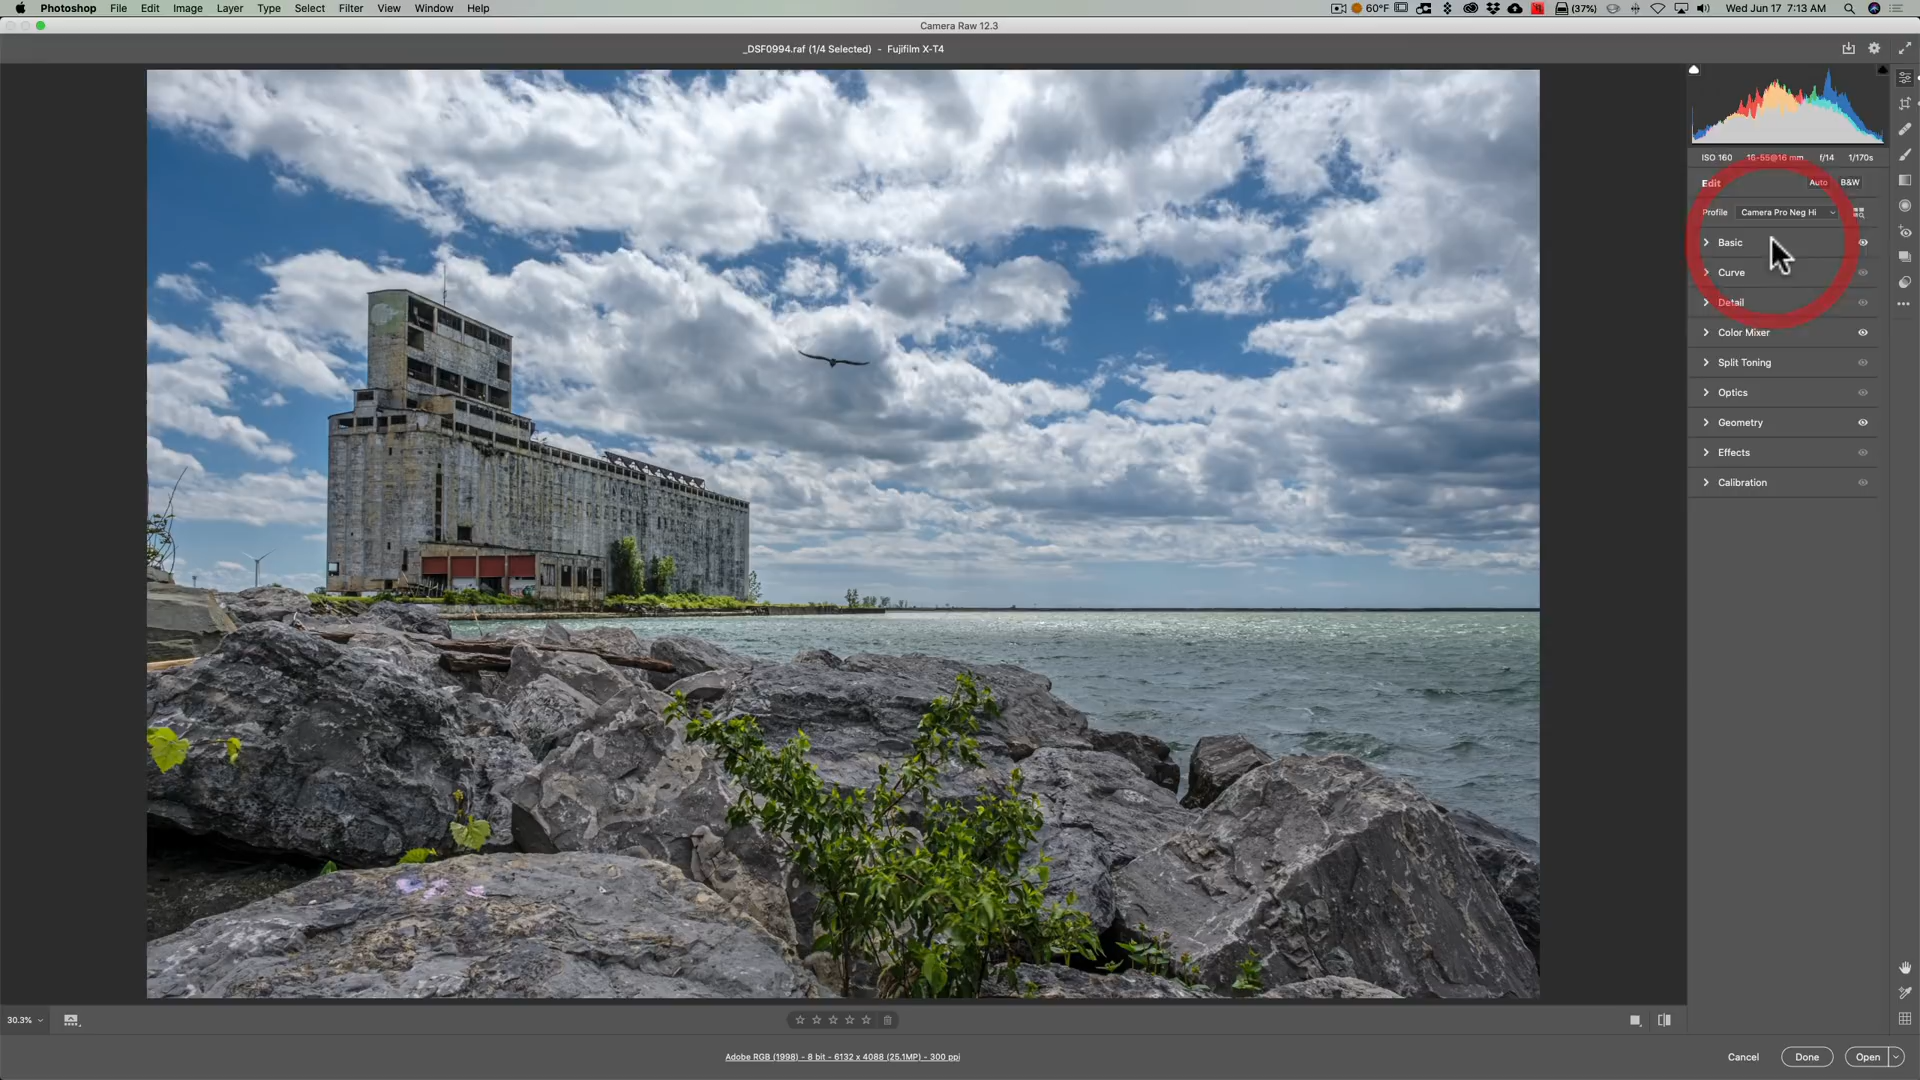 Photoshop File Edit Image Layer Type Select Filter View Window Help 60°F (37%) Wed Jun 17 7:13 AM
Camera Raw 12.3
_DSF0994.raf (1/4 Selected) - Fujifilm X-T4
ISO 160 16-55@16 mm f/14 1/170s
Edit Auto B&W
Profile Camera Pro Neg Hi
Basic
Curve
Detail
Color Mixer
Split Toning
Optics
Geometry
Effects
Calibration
30.3%
Adobe RGB (1998) - 8 bit - 6132 x 4088 (25.1MP) - 300 ppi
Cancel Done Open